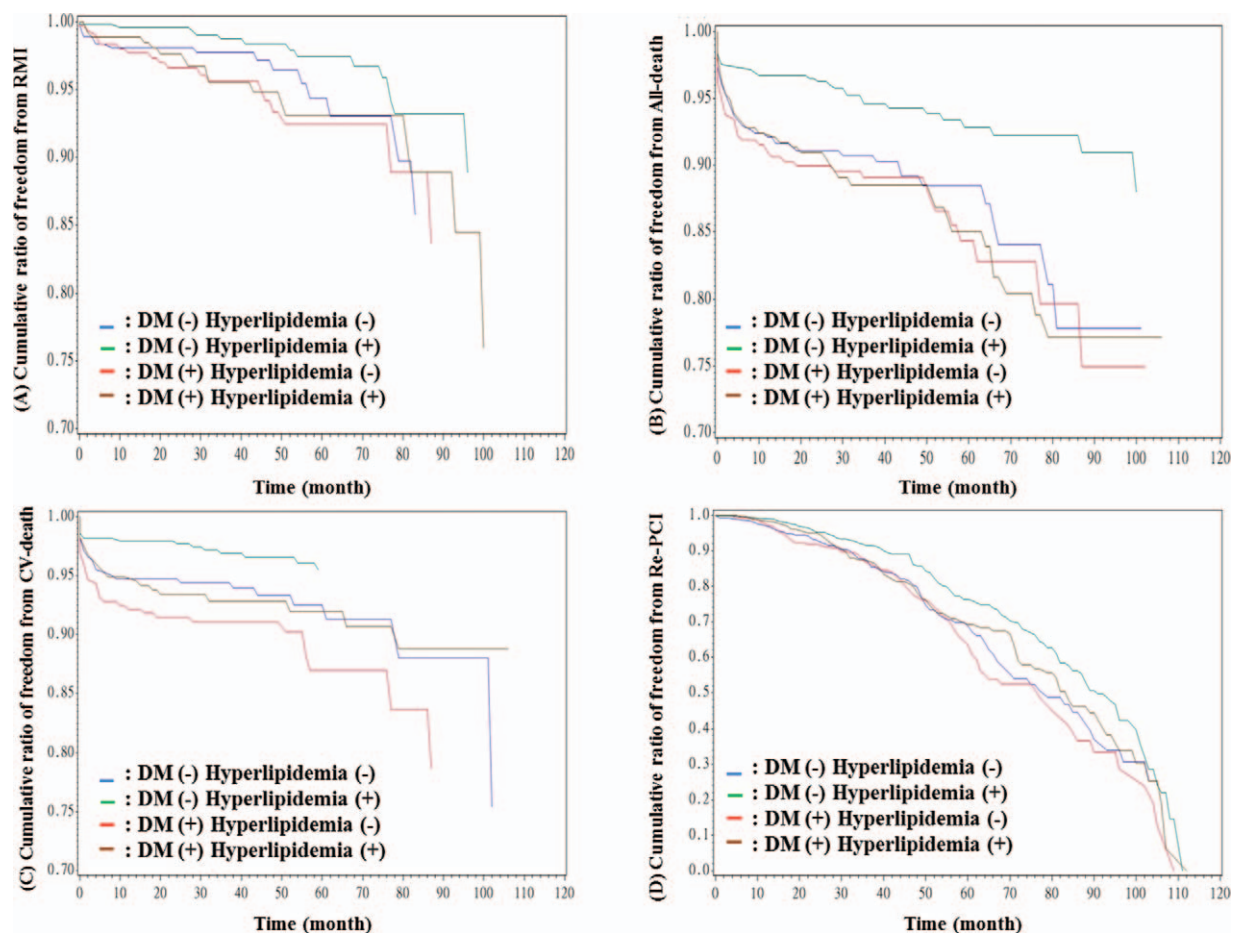 (A) Cumulative ratio of freedom from RMI
1.00
0.95
0.90
0.85
0.80
0.75
0.70
: DM (-) Hyperlipidemia (-)
: DM (-) Hyperlipidemia (+)
: DM (+) Hyperlipidemia (-)
: DM (+) Hyperlipidemia (+)
0 10 20 30 40 50 60 70 80 90 100 110 120
Time (month)
(B) Cumulative ratio of freedom from All-death
1.00
0.95
0.90
0.85
0.80
0.75
0.70
: DM (-) Hyperlipidemia (-)
: DM (-) Hyperlipidemia (+)
: DM (+) Hyperlipidemia (-)
: DM (+) Hyperlipidemia (+)
0 10 20 30 40 50 60 70 80 90 100 110 120
Time (month)
(C) Cumulative ratio of freedom from CV-death
1.00
0.95
0.90
0.85
0.80
0.75
0.70
: DM (-) Hyperlipidemia (-)
: DM (-) Hyperlipidemia (+)
: DM (+) Hyperlipidemia (-)
: DM (+) Hyperlipidemia (+)
0 10 20 30 40 50 60 70 80 90 100 110 120
Time (month)
(D) Cumulative ratio of freedom from Re-PCI
1.0
0.9
0.8
0.7
0.6
0.5
0.4
0.3
0.2
0.1
0.0
: DM (-) Hyperlipidemia (-)
: DM (-) Hyperlipidemia (+)
: DM (+) Hyperlipidemia (-)
: DM (+) Hyperlipidemia (+)
0 10 20 30 40 50 60 70 80 90 100 110 120
Time (month)